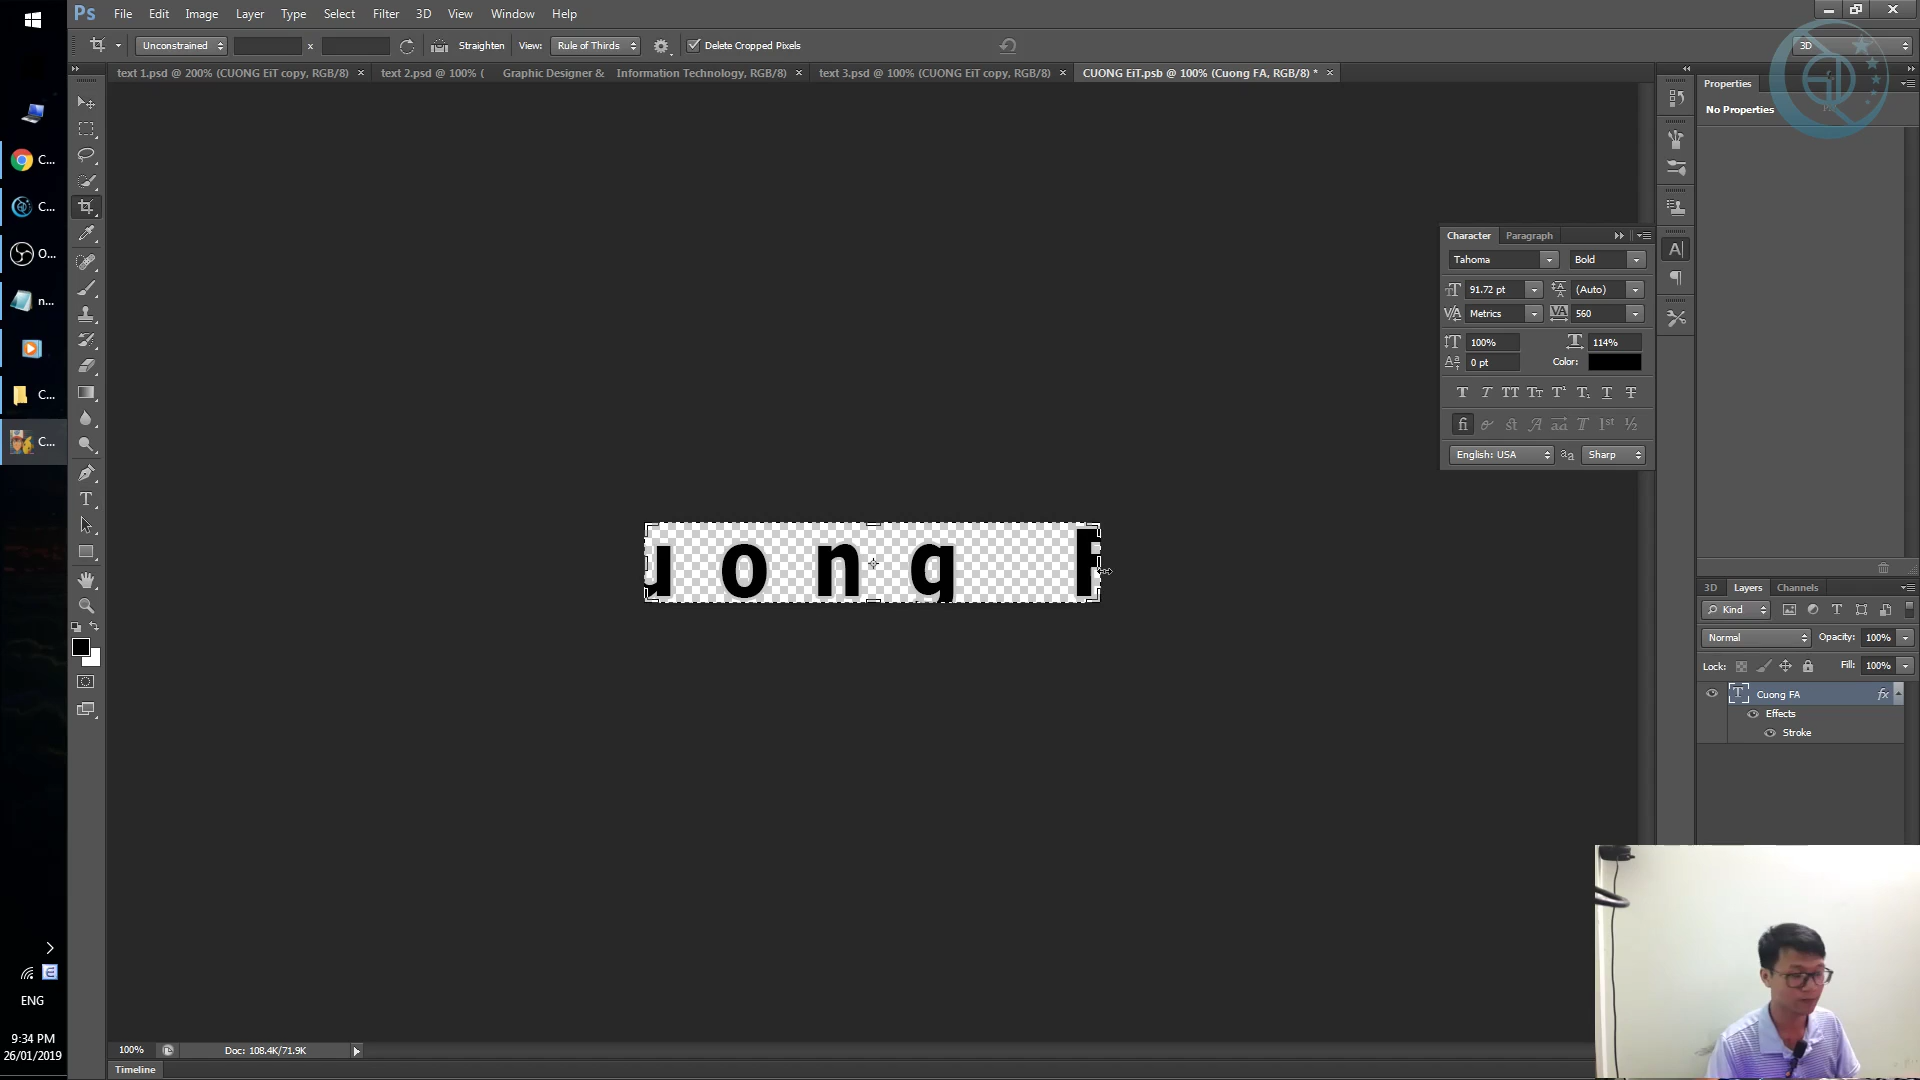 Ps File Edit Image Layer Type Select Filter 3D View Window Help
Unconstrained x Straighten View: Rule of Thirds Delete Cropped Pixels 3D
text 1.psd @ 200% (CUONG EiT copy, RGB/8) × text 2.psd @ 100% ( Graphic Designer & Information Technology, RGB/8) × text 3.psd @ 100% (CUONG EiT copy, RGB/8) × CUONG EiT.psb @ 100% (Cuong FA, RGB/8) * ×
Properties
No Properties
C...
C...
O...
n...
C...
C...
Character Paragraph
Tahoma Bold
91.72 pt (Auto)
Metrics 560
100% 114%
0 pt Color:
English: USA Sharp
u o n g F
3D Layers Channels
Kind
Normal Opacity: 100%
Lock: Fill: 100%
Cuong FA fx
Effects
Stroke
ENG
9:34 PM
26/01/2019
100% Doc: 108.4K/71.9K
Timeline